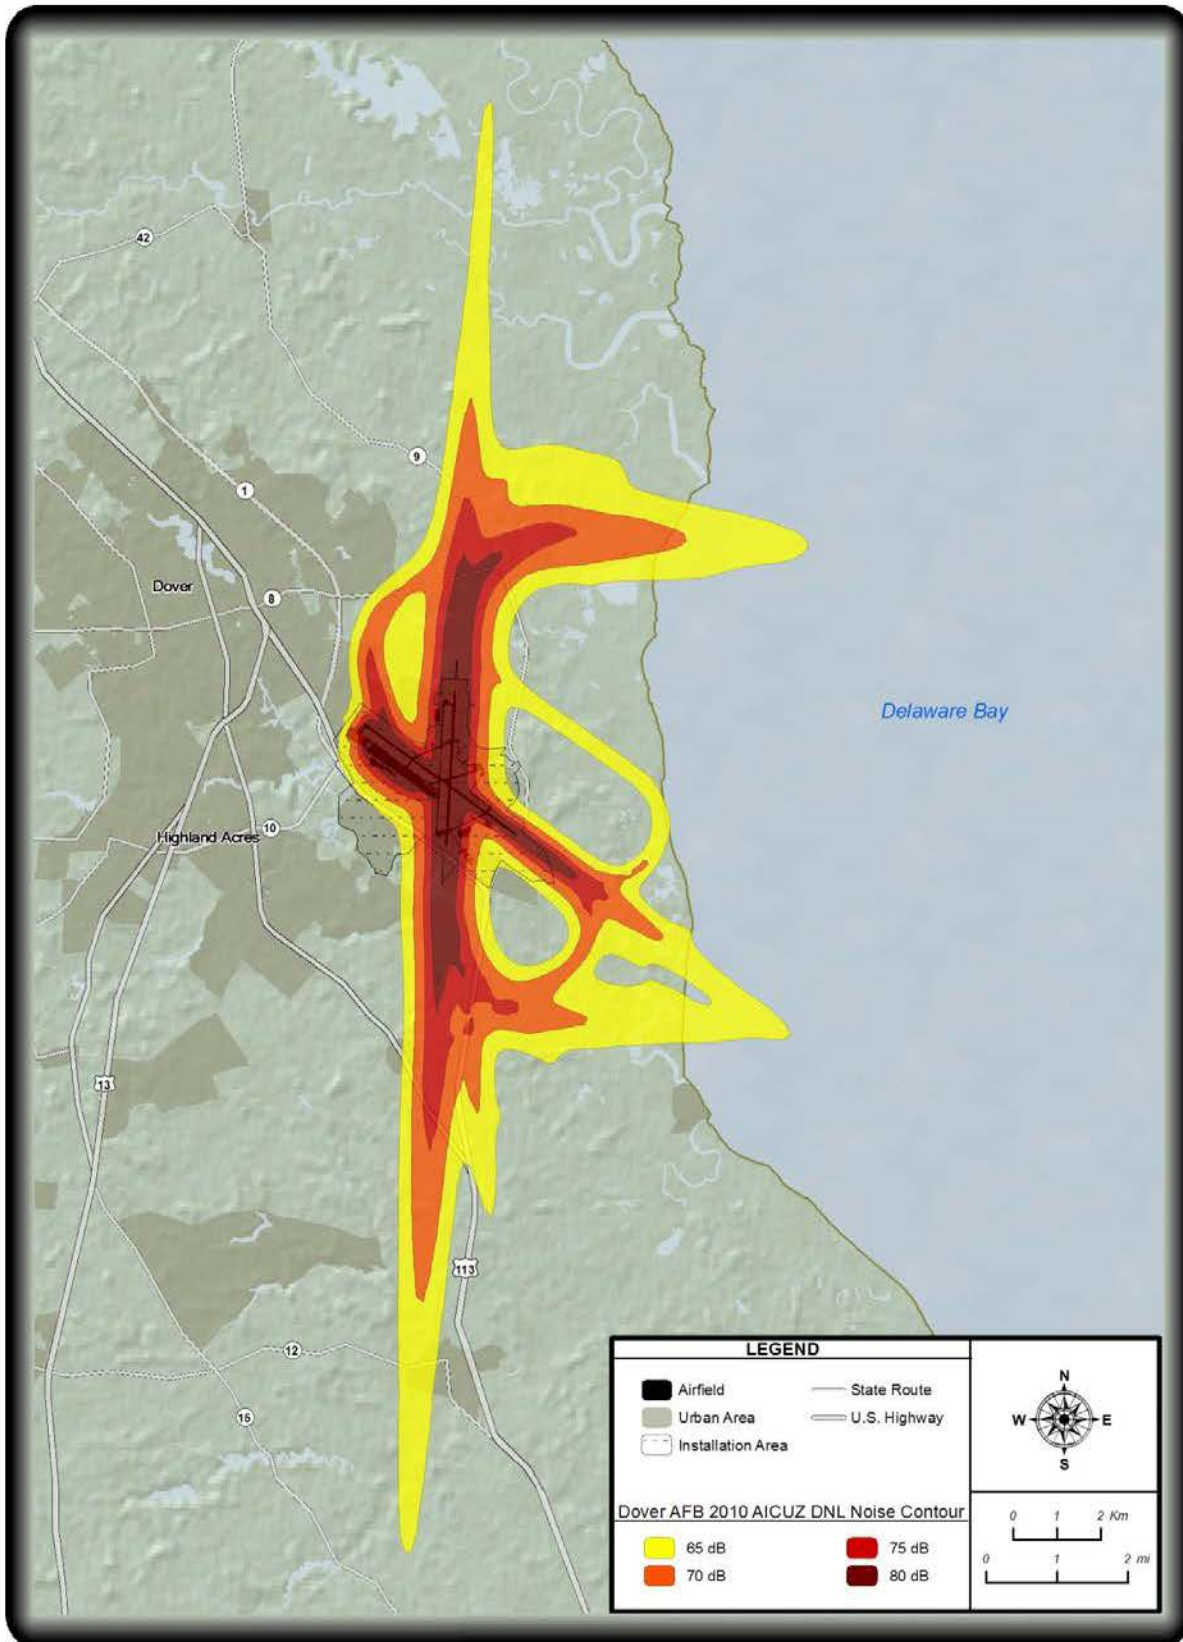 42
9
1
Dover
8
Delaware Bay
10
Highland Acres
13
113
12
15
LEGEND
Airfield
State Route
Urban Area
U.S. Highway
Installation Area
N
W
E
S
Dover AFB 2010 AICUZ DNL Noise Contour
65 dB
75 dB
70 dB
80 dB
0 1 2 Km
0 1 2 mi